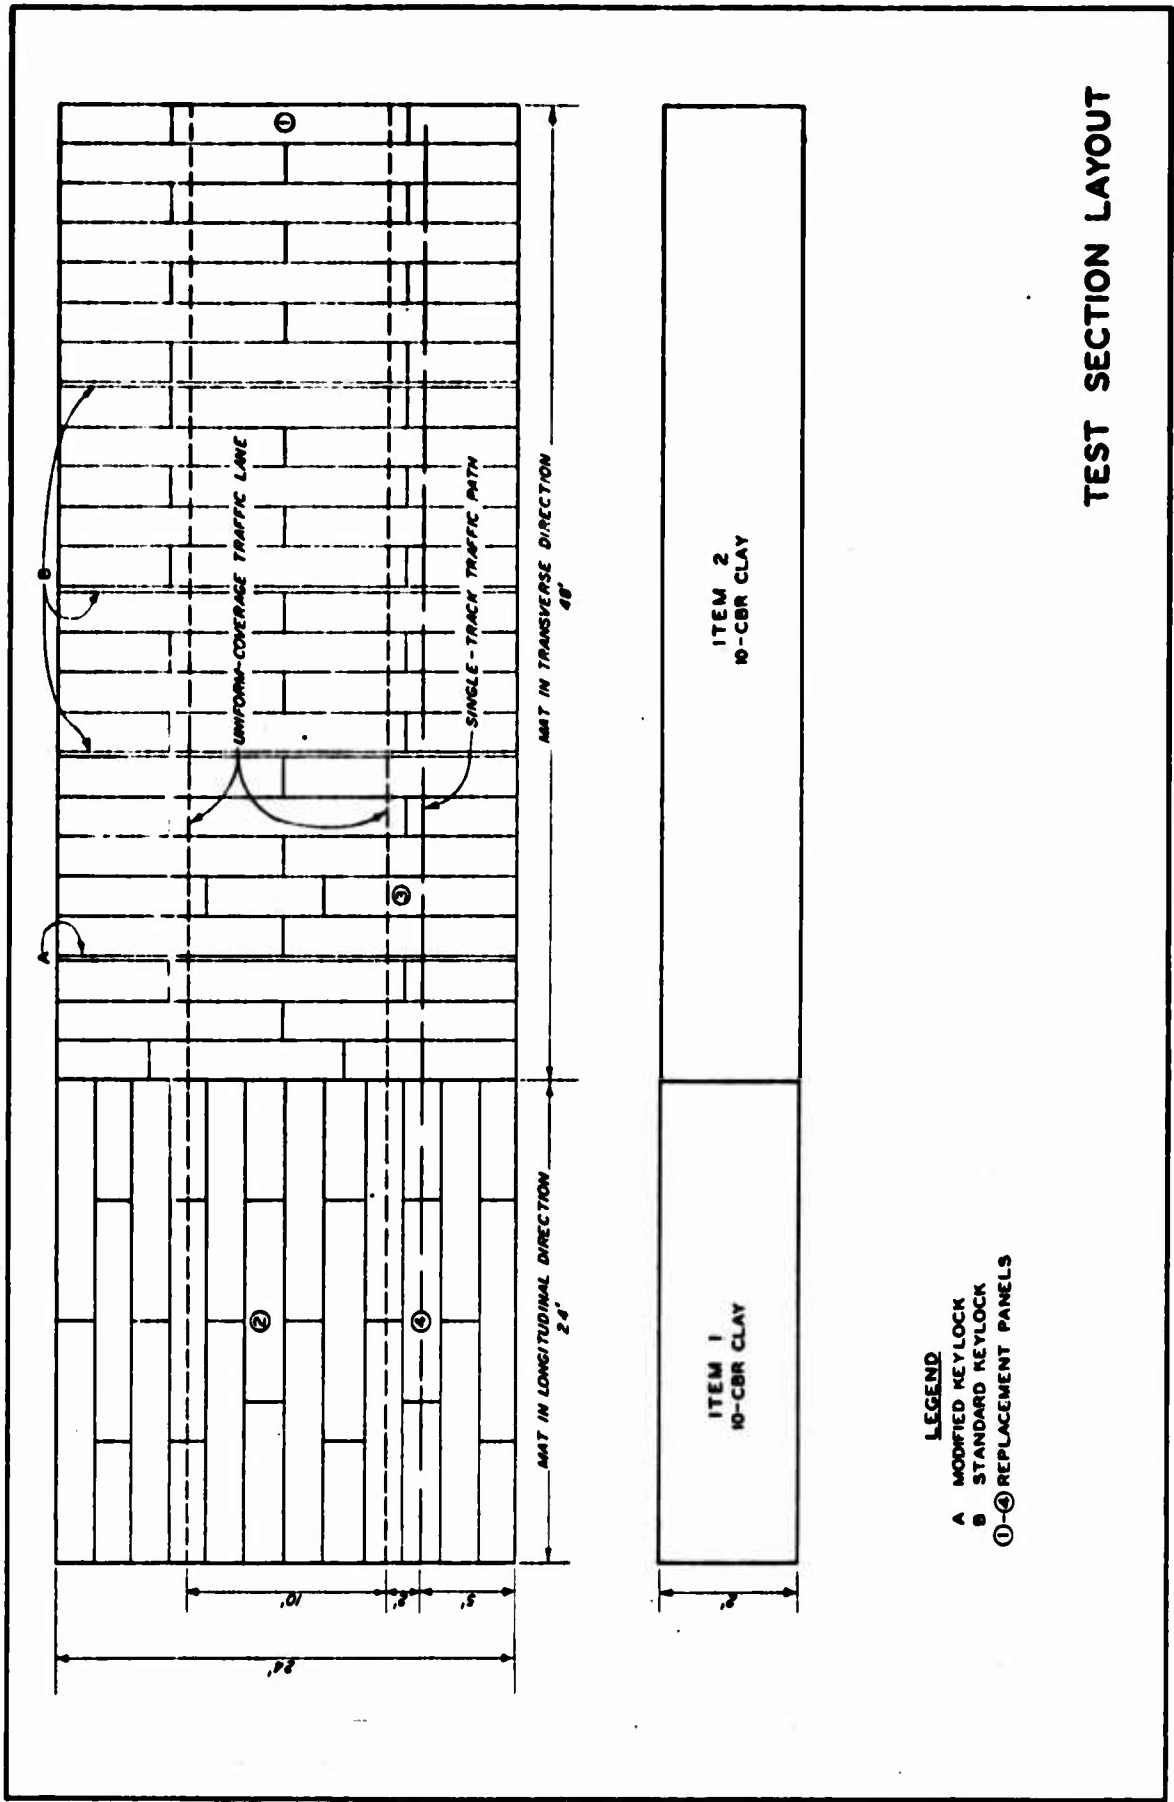 A
B
①
UNIFORM-COVERAGE TRAFFIC LANE
SINGLE-TRACK TRAFFIC PATH
②
③
④
24'
10'
2'
5'
MAT IN LONGITUDINAL DIRECTION
24'
MAT IN TRANSVERSE DIRECTION
48'
2'
ITEM 1
10-CBR CLAY
ITEM 2
10-CBR CLAY
LEGEND
A MODIFIED KEYLOCK
B STANDARD KEYLOCK
①-④ REPLACEMENT PANELS
TEST SECTION LAYOUT